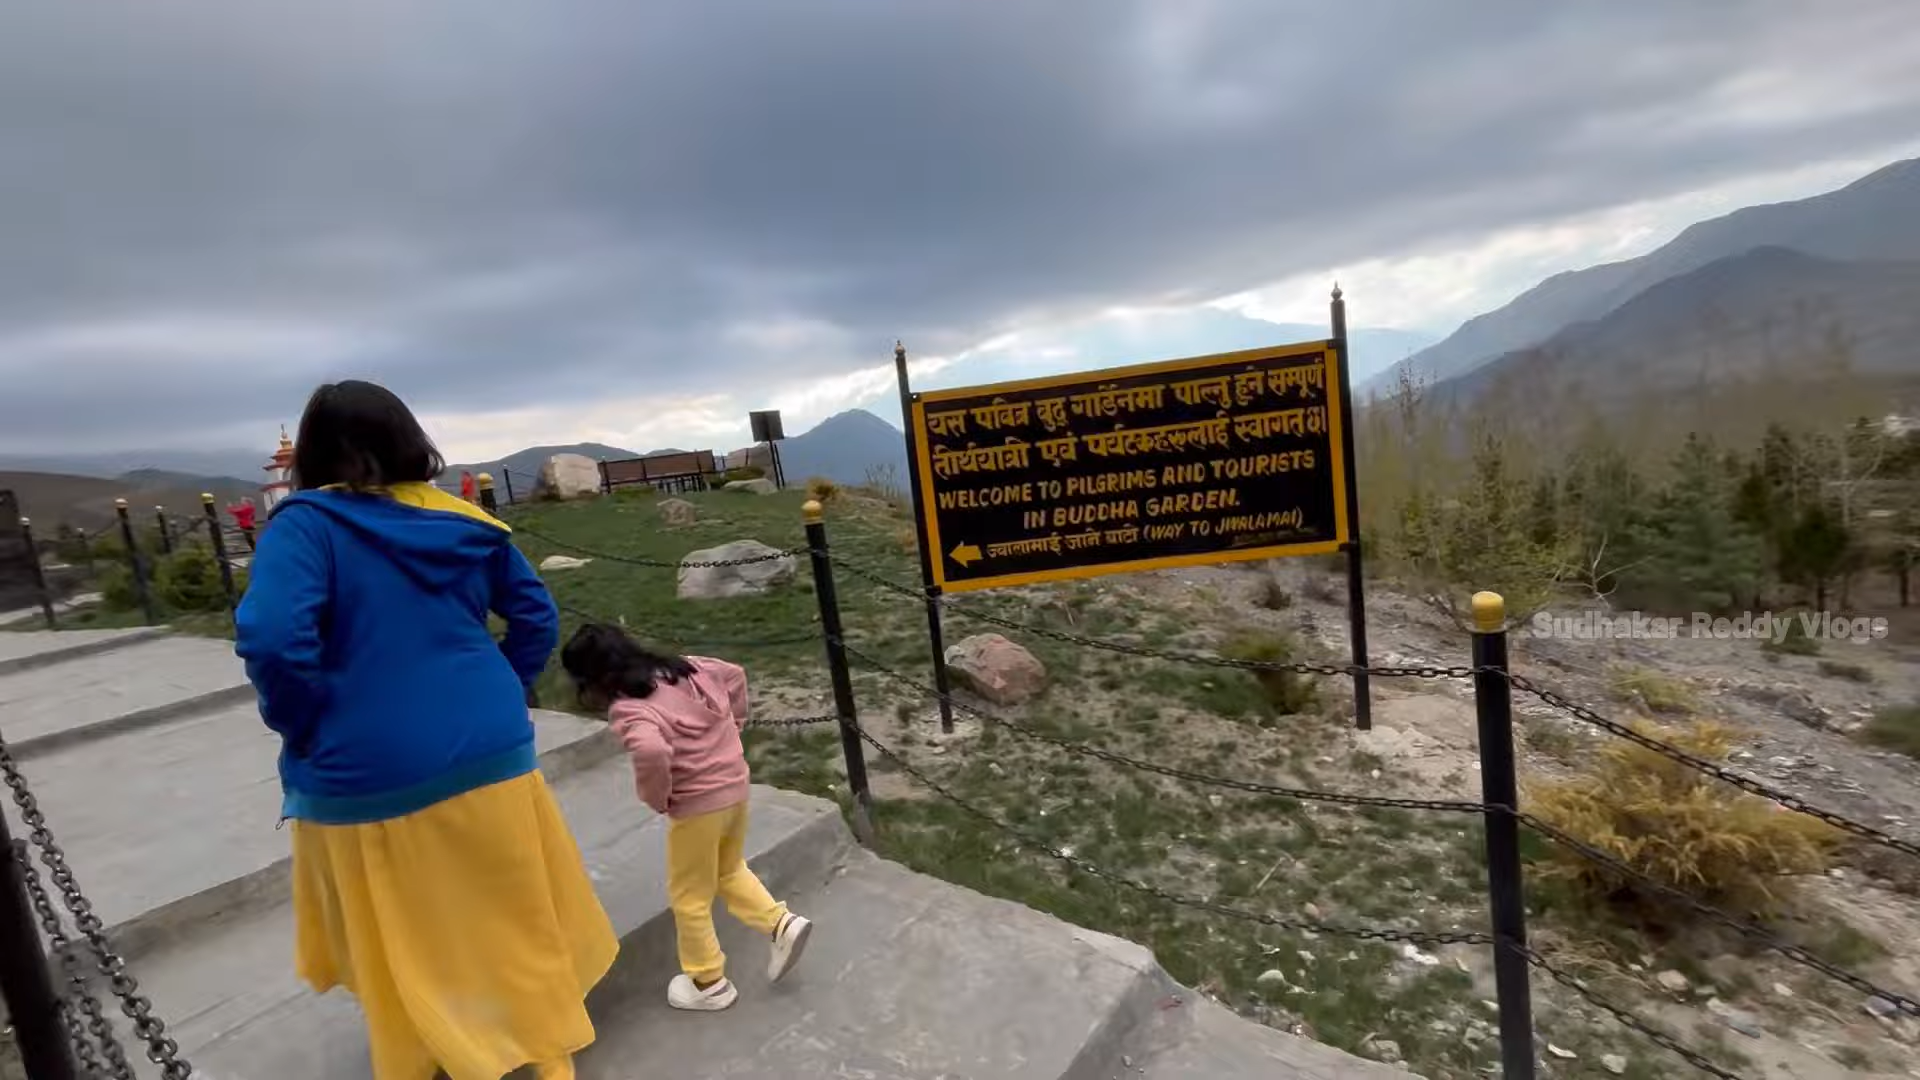 यस पवित्र वुद्ध गार्डेनमा पाल्नु हुने सम्पूर्ण
तीर्थयात्री एवं पर्यटकहरूलाई स्वागत छ।
WELCOME TO PILGRIMS AND TOURISTS
IN BUDDHA GARDEN.
ज्वालामाई जाने बाटो (WAY TO JWALAMAI)
Sudhakar Reddy Vlogs